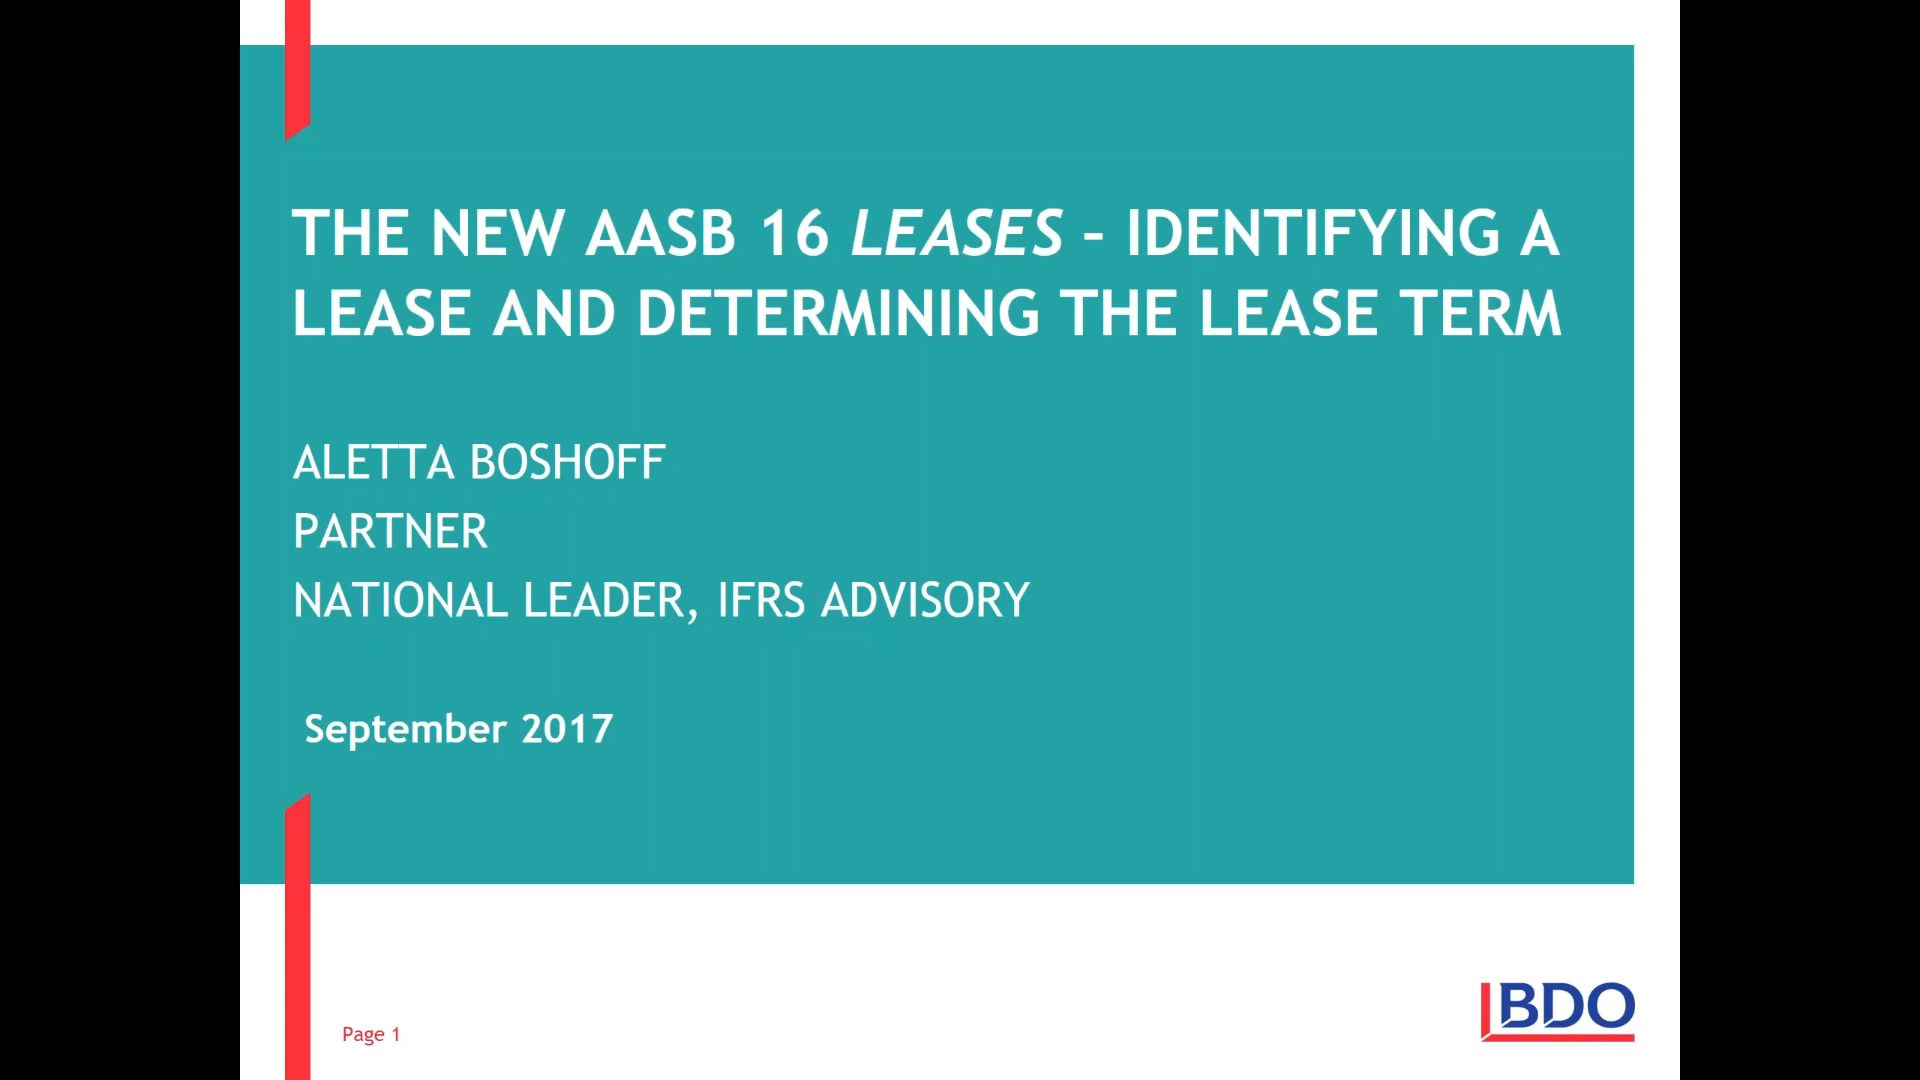 THE NEW AASB 16 LEASES – IDENTIFYING A
LEASE AND DETERMINING THE LEASE TERM
ALETTA BOSHOFF
PARTNER
NATIONAL LEADER, IFRS ADVISORY
September 2017
Page 1
BDO